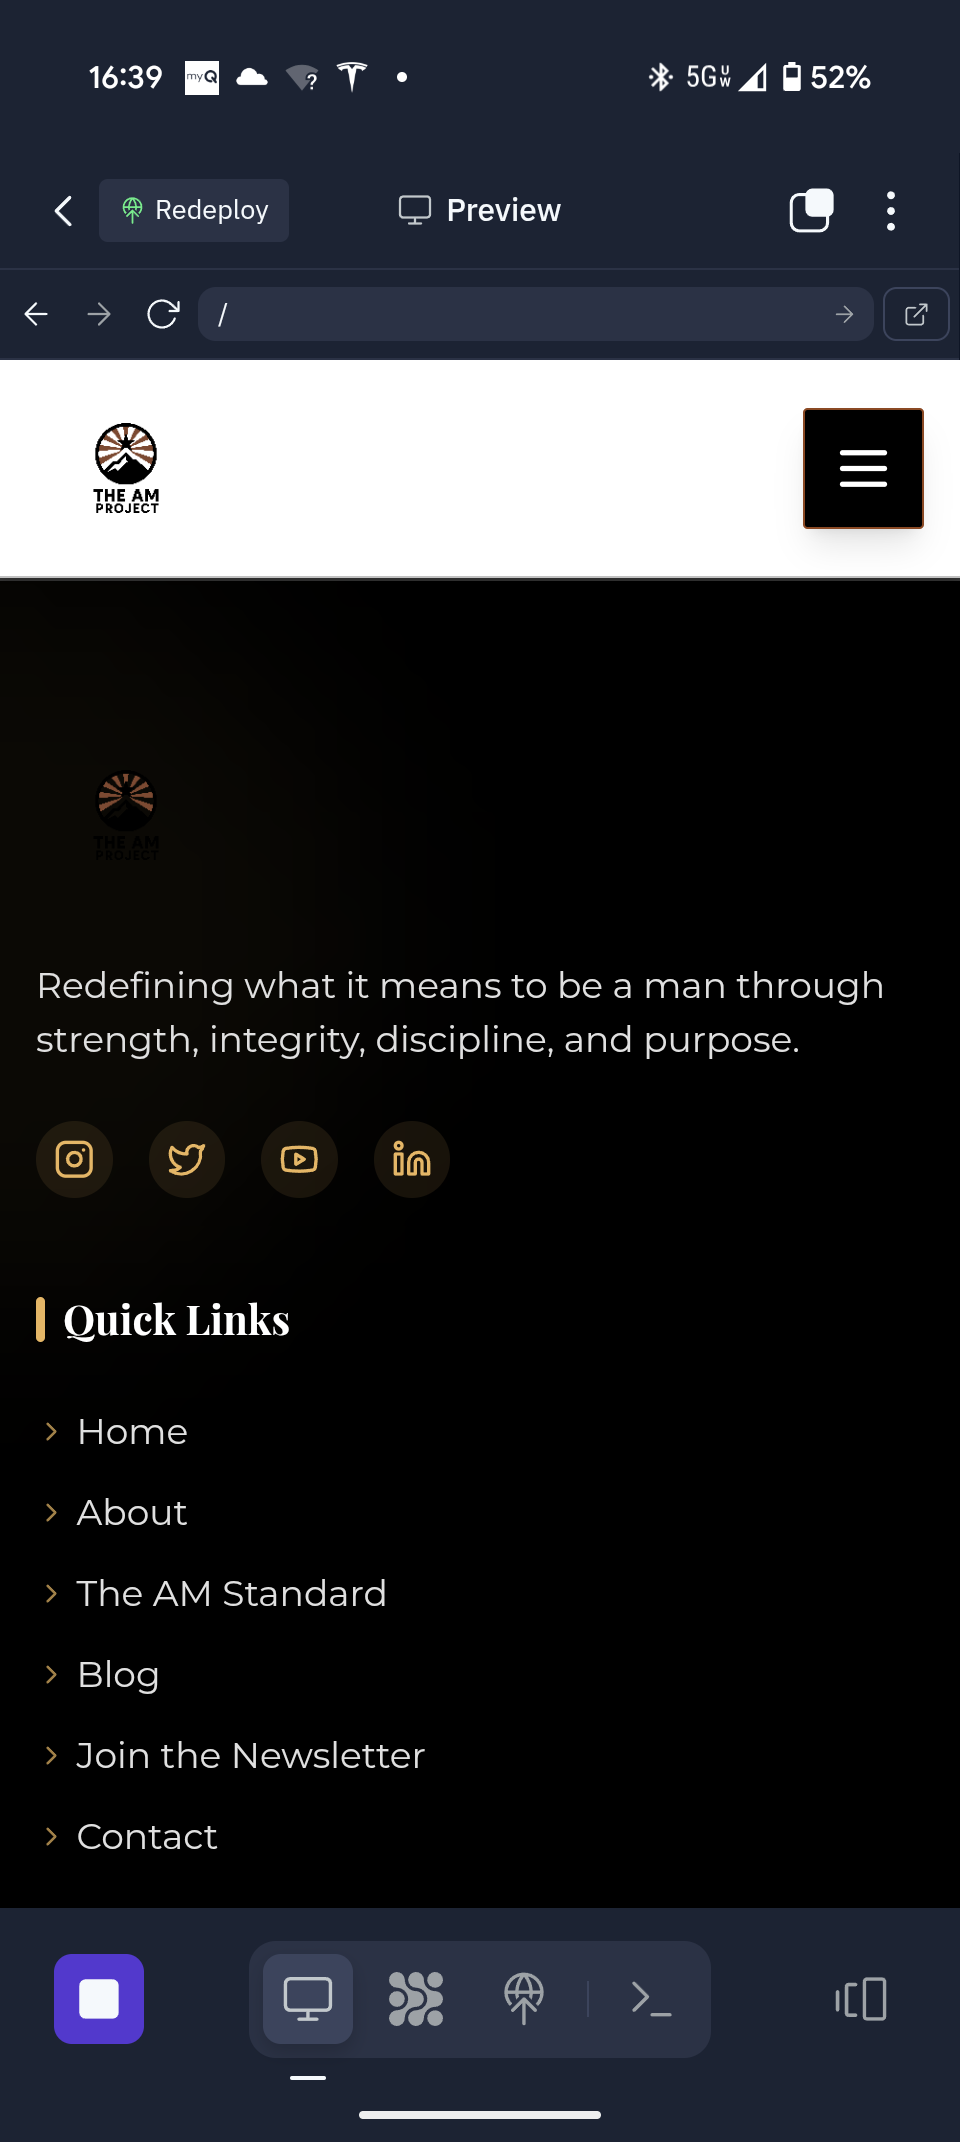 16:39
myQ
?
5G UW
52%
Redeploy
Preview
/
THE AM
PROJECT
THE AM
PROJECT
Redefining what it means to be a man through
strength, integrity, discipline, and purpose.
in
Quick Links
Home
About
The AM Standard
Blog
Join the Newsletter
Contact